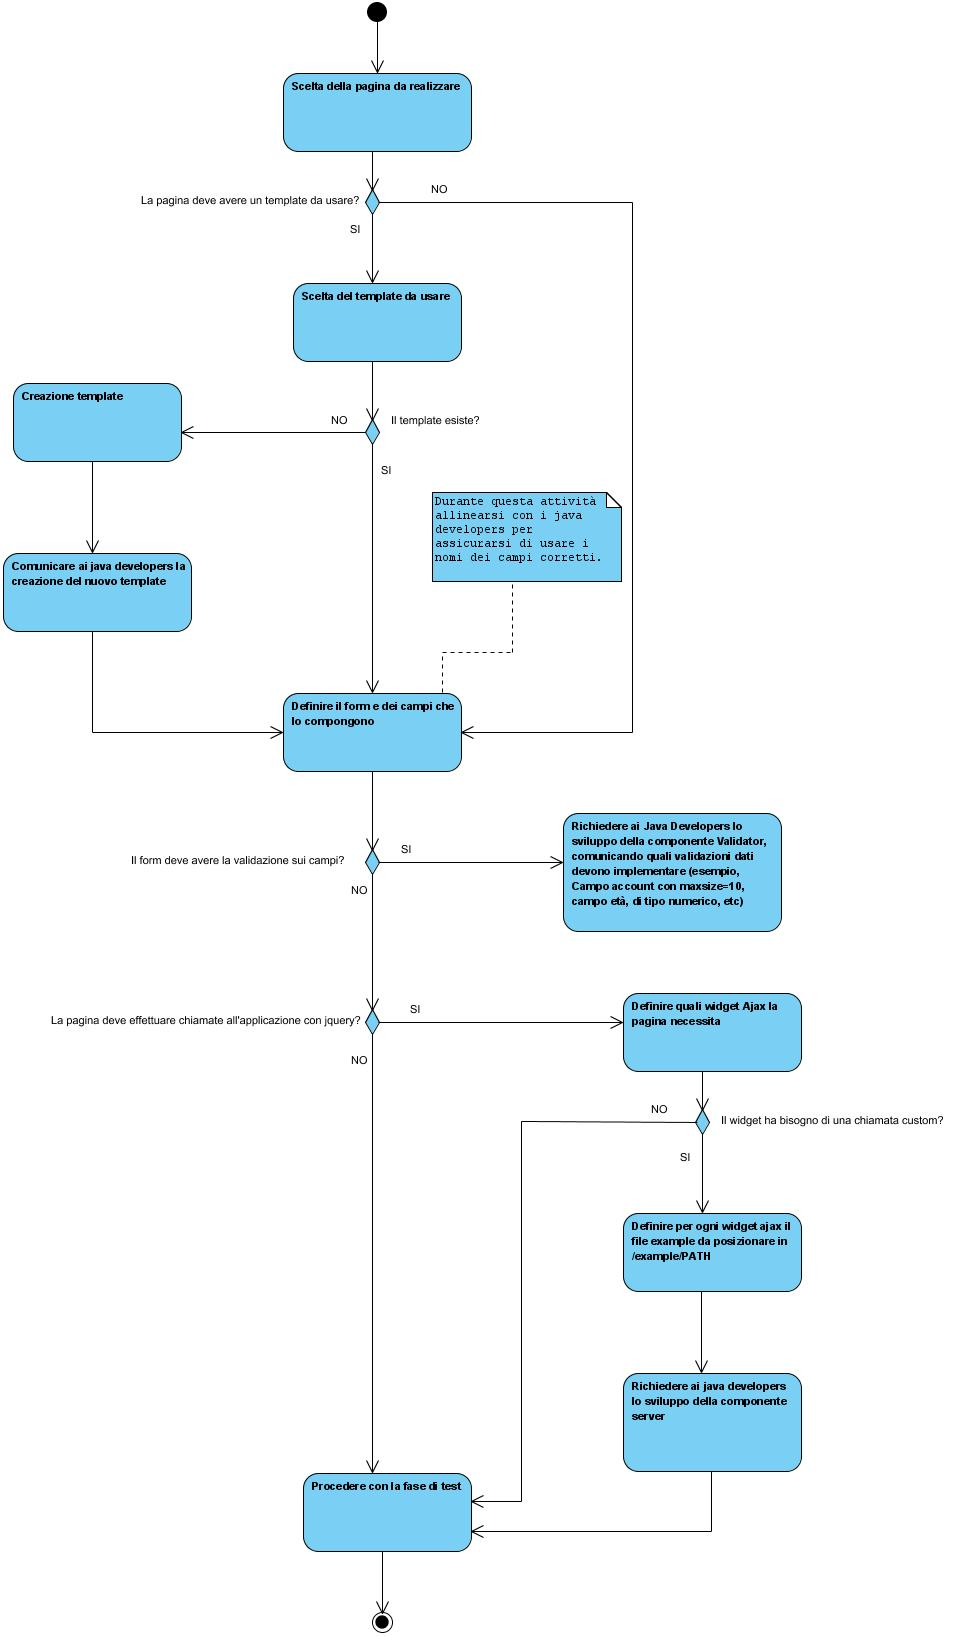 Scelta della pagina da realizzare
NO
La pagina deve avere un template da usare?
SI
Scelta del template da usare
Creazione template
NO
Il template esiste?
SI
Durante questa attività
allinearsi con i java
developers per
assicurarsi di usare i
nomi dei campi corretti.
Comunicare ai java developers la
creazione del nuovo template
Definire il form e dei campi che
lo compongono
Richiedere ai Java Developers lo
sviluppo della componente Validator,
comunicando quali validazioni dati
devono implementare (esempio,
Campo account con maxsize=10,
campo età, di tipo numerico, etc)
SI
Il form deve avere la validazione sui campi?
NO
Definire quali widget Ajax la
pagina necessita
SI
La pagina deve effettuare chiamate all'applicazione con jquery?
NO
NO
Il widget ha bisogno di una chiamata custom?
SI
Definire per ogni widget ajax il
file example da posizionare in
/example/PATH
Richiedere ai java developers
lo sviluppo della componente
server
Procedere con la fase di test